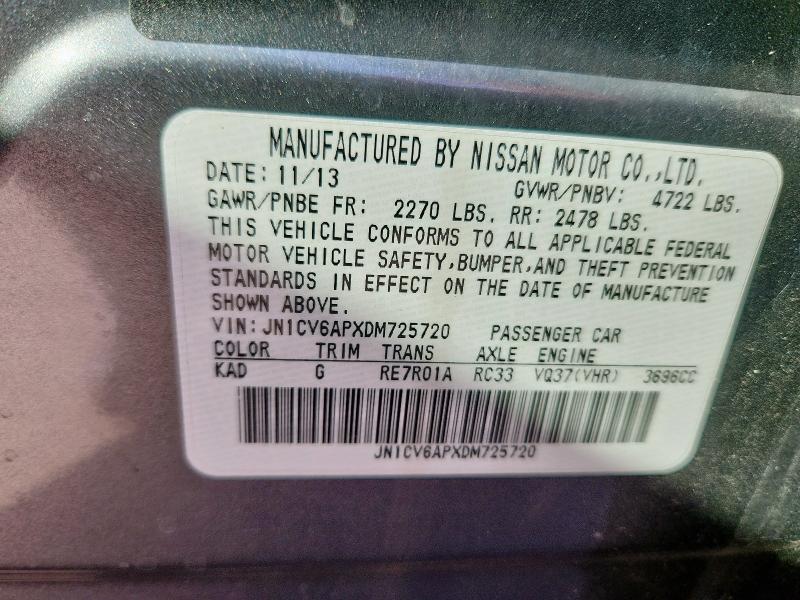 MANUFACTURED BY NISSAN MOTOR CO.,LTD.
DATE: 11/13 GVWR/PNBV: 4722 LBS.
GAWR/PNBE FR: 2270 LBS. RR: 2478 LBS.
THIS VEHICLE CONFORMS TO ALL APPLICABLE FEDERAL
MOTOR VEHICLE SAFETY,BUMPER,AND THEFT PREVENTION
STANDARDS IN EFFECT ON THE DATE OF MANUFACTURE
SHOWN ABOVE.
VIN: JN1CV6APXDM725720 PASSENGER CAR
COLOR TRIM TRANS AXLE ENGINE
KAD G RE7R01A RC33 VQ37(VHR) 3696CC
JN1CV6APXDM725720